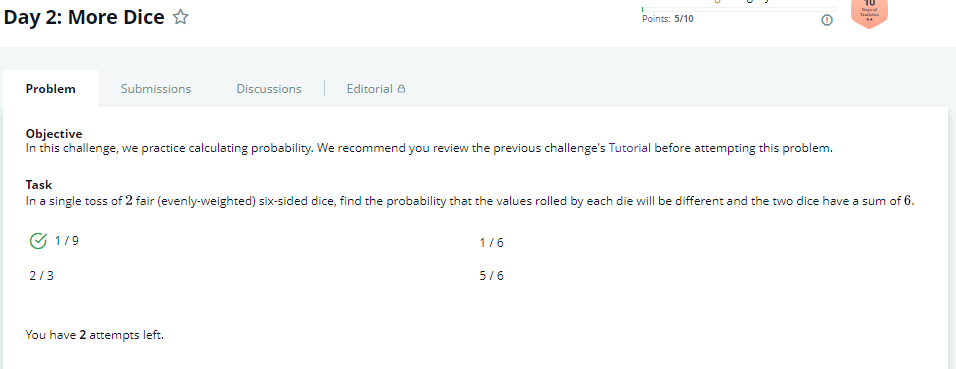 Day 2: More Dice
Points: 5/10
10
Days of
Statistics
Problem Submissions Discussions Editorial
Objective
In this challenge, we practice calculating probability. We recommend you review the previous challenge's Tutorial before attempting this problem.
Task
In a single toss of 2 fair (evenly-weighted) six-sided dice, find the probability that the values rolled by each die will be different and the two dice have a sum of 6.
1 / 9 1 / 6
2 / 3 5 / 6
You have 2 attempts left.